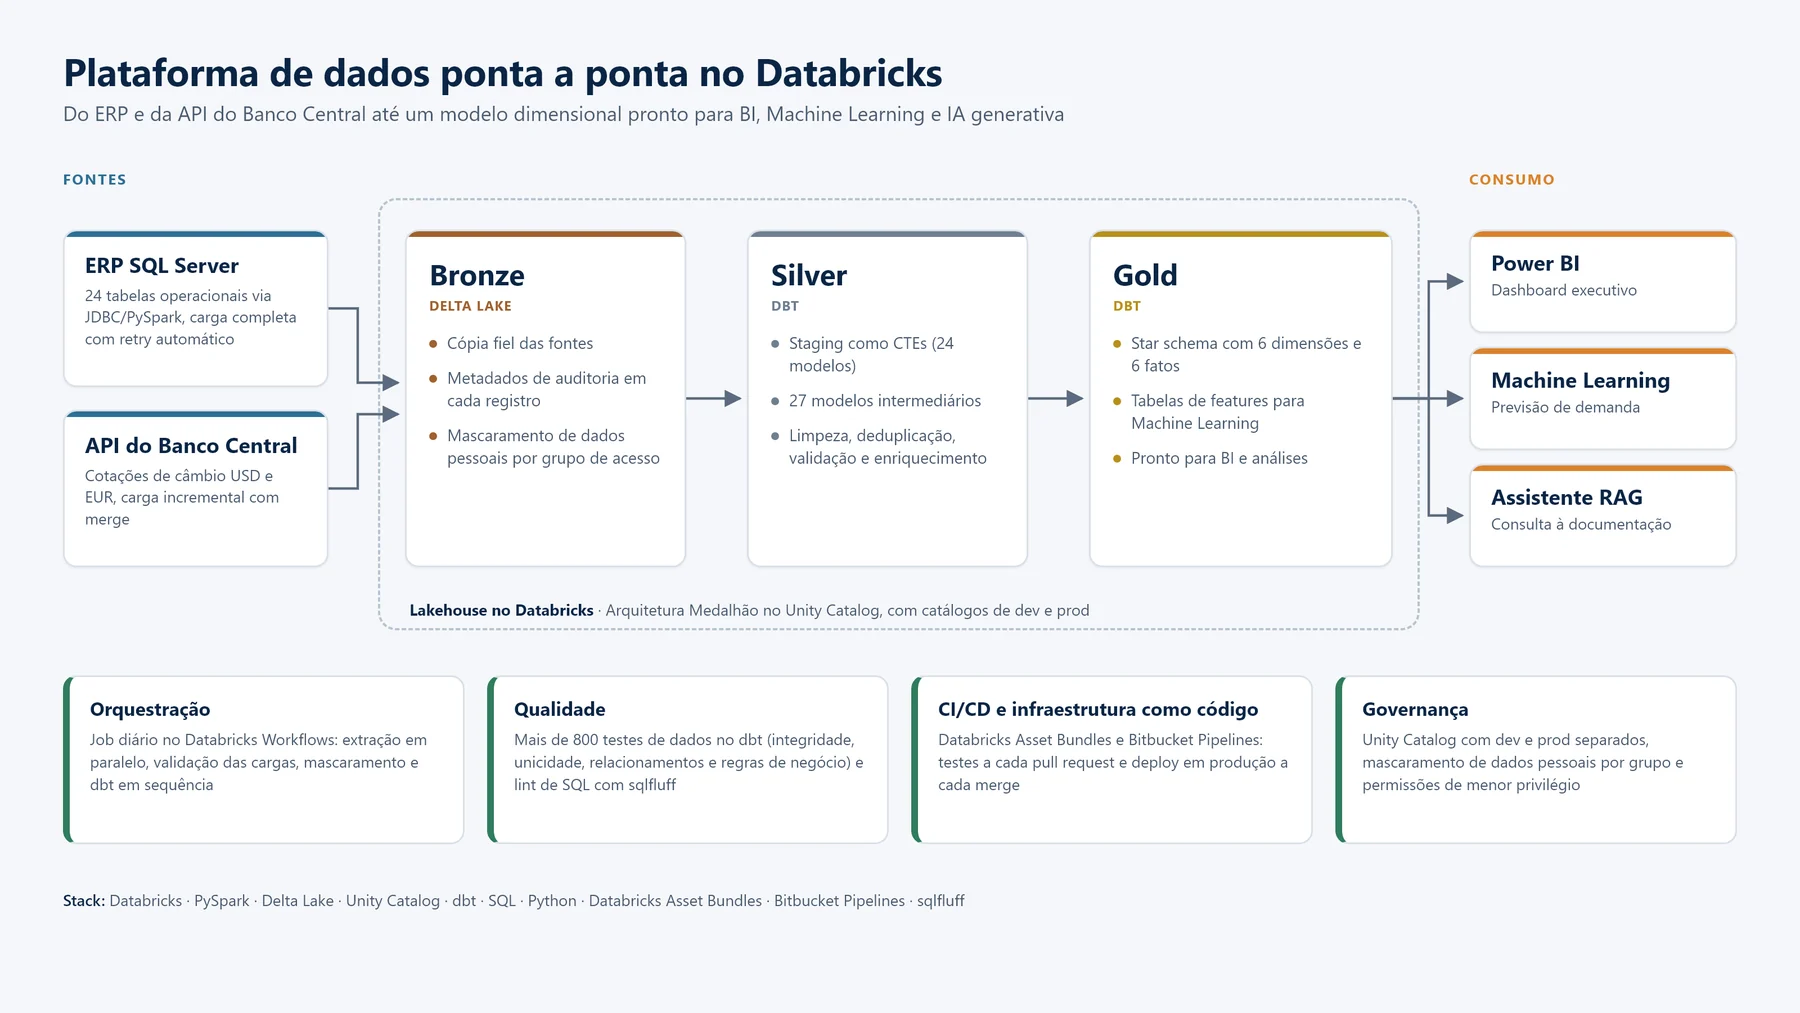 Plataforma de dados ponta a ponta no Databricks
Do ERP e da API do Banco Central até um modelo dimensional pronto para BI, Machine Learning e IA generativa
FONTES
ERP SQL Server
24 tabelas operacionais via
JDBC/PySpark, carga completa
com retry automático
API do Banco Central
Cotações de câmbio USD e
EUR, carga incremental com
merge
Bronze
DELTA LAKE
Cópia fiel das fontes
Metadados de auditoria em
cada registro
Mascaramento de dados
pessoais por grupo de acesso
Silver
DBT
Staging como CTEs (24
modelos)
27 modelos intermediários
Limpeza, deduplicação,
validação e enriquecimento
Gold
DBT
Star schema com 6 dimensões e
6 fatos
Tabelas de features para
Machine Learning
Pronto para BI e análises
Lakehouse no Databricks · Arquitetura Medalhão no Unity Catalog, com catálogos de dev e prod
CONSUMO
Power BI
Dashboard executivo
Machine Learning
Previsão de demanda
Assistente RAG
Consulta à documentação
Orquestração
Job diário no Databricks Workflows: extração em
paralelo, validação das cargas, mascaramento e
dbt em sequência
Qualidade
Mais de 800 testes de dados no dbt (integridade,
unicidade, relacionamentos e regras de negócio) e
lint de SQL com sqlfluff
CI/CD e infraestrutura como código
Databricks Asset Bundles e Bitbucket Pipelines:
testes a cada pull request e deploy em produção a
cada merge
Governança
Unity Catalog com dev e prod separados,
mascaramento de dados pessoais por grupo e
permissões de menor privilégio
Stack: Databricks · PySpark · Delta Lake · Unity Catalog · dbt · SQL · Python · Databricks Asset Bundles · Bitbucket Pipelines · sqlfluff